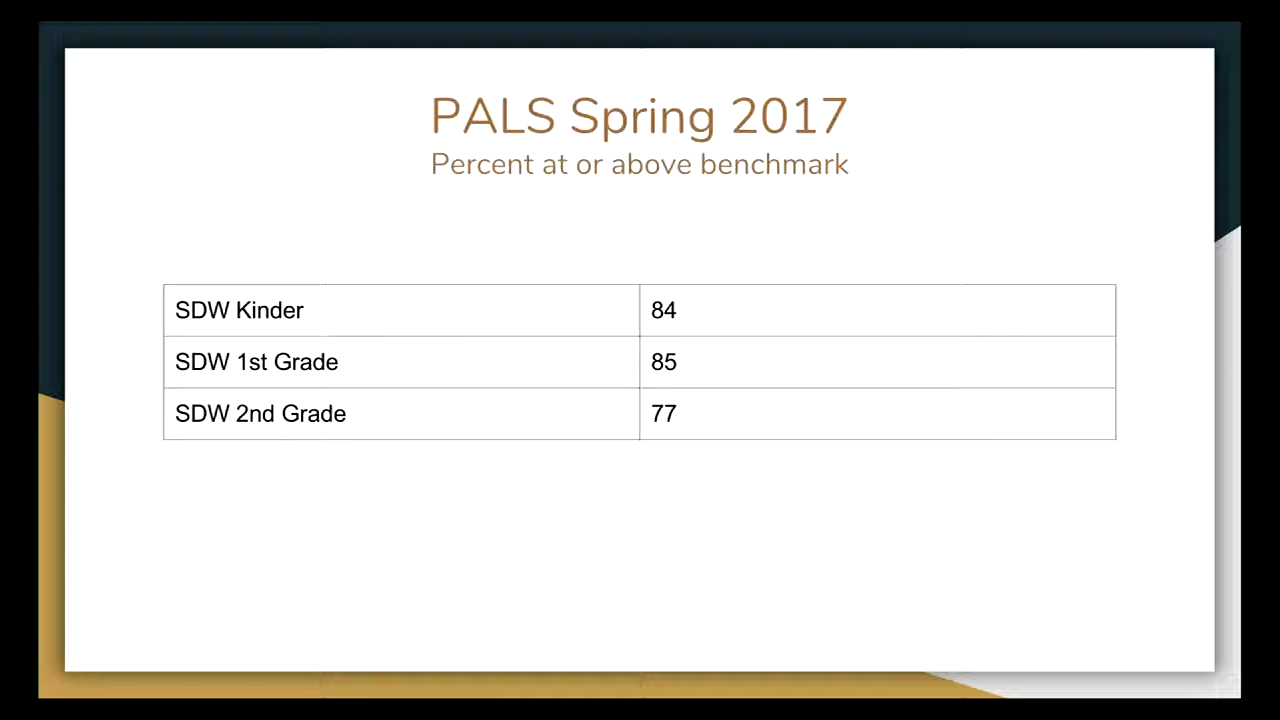 PALS Spring 2017
Percent at or above benchmark
SDW Kinder 84
SDW 1st Grade 85
SDW 2nd Grade 77